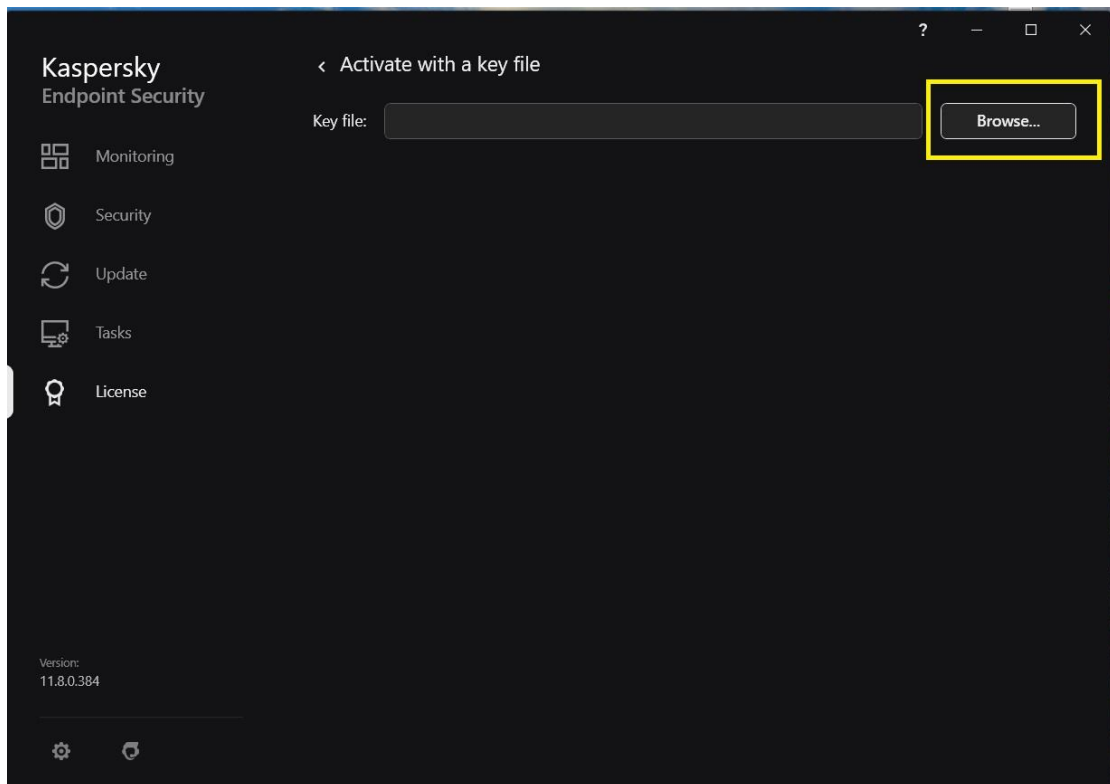 ?
Kaspersky
Endpoint Security
Monitoring
Security
Update
Tasks
License
Version:
11.8.0.384
Activate with a key file
Key file:
Browse...